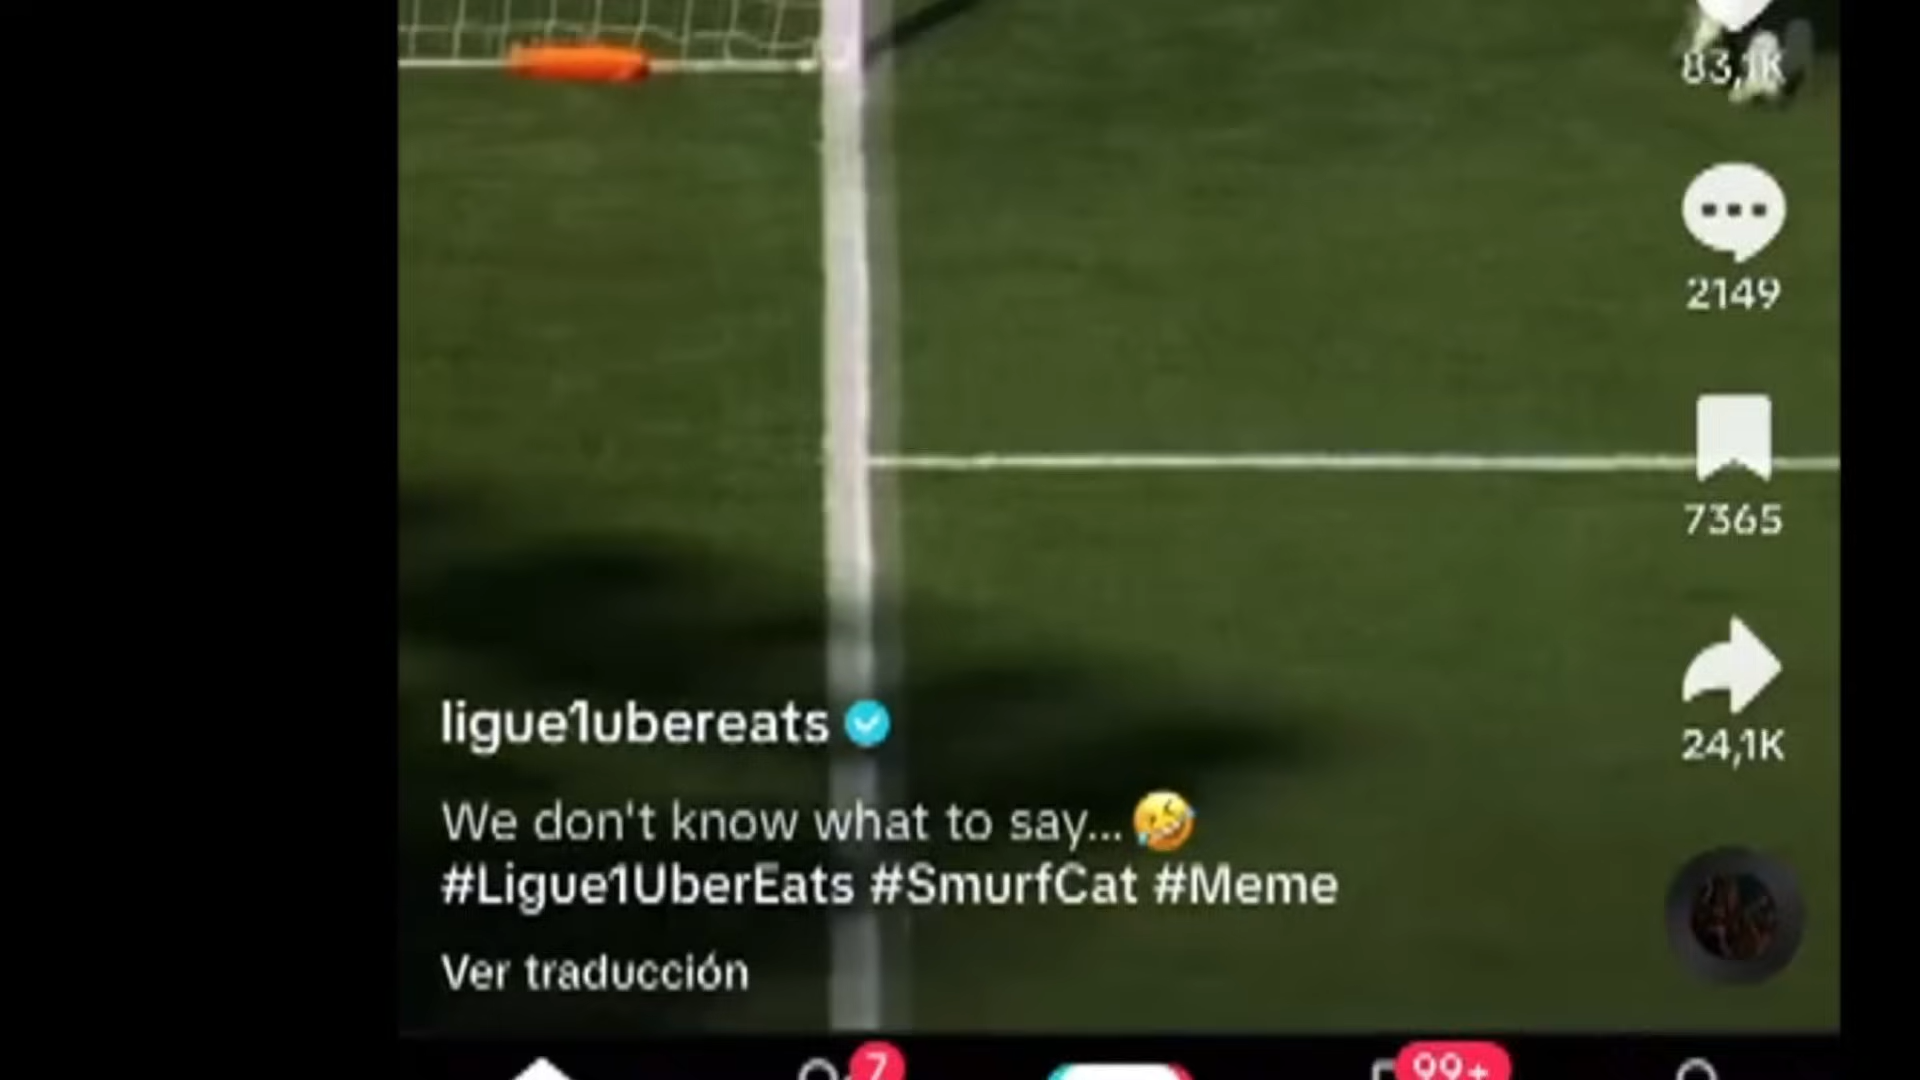 83,1K
2149
7365
24,1K
ligue1ubereats
We don't know what to say...🤣
#Ligue1UberEats #SmurfCat #Meme
Ver traducción
7
99+